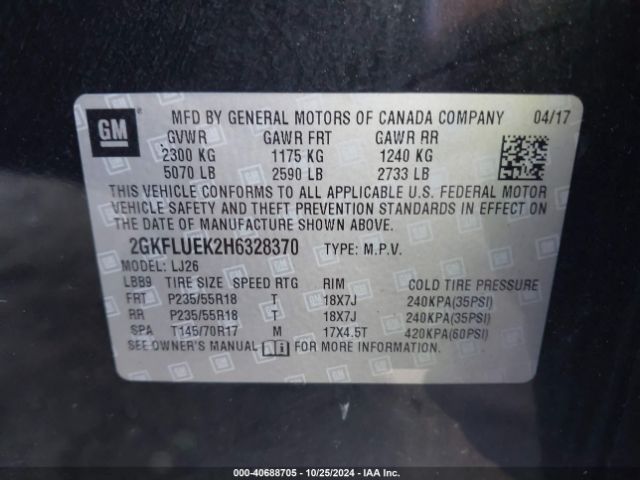 GM
MFD BY GENERAL MOTORS OF CANADA COMPANY 04/17
GVWR GAWR FRT GAWR RR
2300 KG 1175 KG 1240 KG
5070 LB 2590 LB 2733 LB
THIS VEHICLE CONFORMS TO ALL APPLICABLE U.S. FEDERAL MOTOR
VEHICLE SAFETY AND THEFT PREVENTION STANDARDS IN EFFECT ON
THE DATE OF MANUFACTURE SHOWN ABOVE.
2GKFLUEK2H6328370 TYPE: M.P.V.
MODEL: LJ26
LBB9 TIRE SIZE SPEED RTG RIM COLD TIRE PRESSURE
FRT P235/55R18 T 18X7J 240KPA(35PSI)
RR P235/55R18 T 18X7J 240KPA(35PSI)
SPA T145/70R17 M 17X4.5T 420KPA(60PSI)
SEE OWNER'S MANUAL FOR MORE INFORMATION.
000-40688705 - 10/25/2024 - IAAI.com